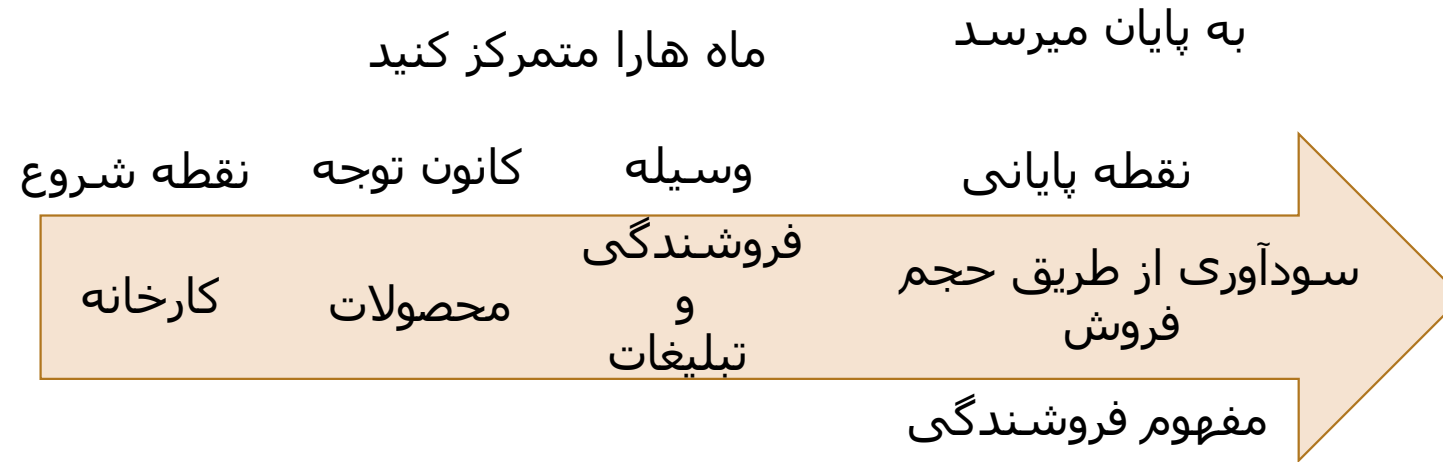 به پایان میرسد
ماه هارا متمرکز کنید
نقطه شروع
کانون توجه
وسیله
نقطه پایانی
کارخانه
محصولات
فروشندگی
و
تبلیغات
سودآوری از طریق حجم
فروش
مفهوم فروشندگی